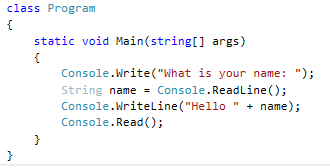 class Program
{
    static void Main(string[] args)
    {
        Console.Write("What is your name: ");
        String name = Console.ReadLine();
        Console.WriteLine("Hello " + name);
        Console.Read();
    }
}